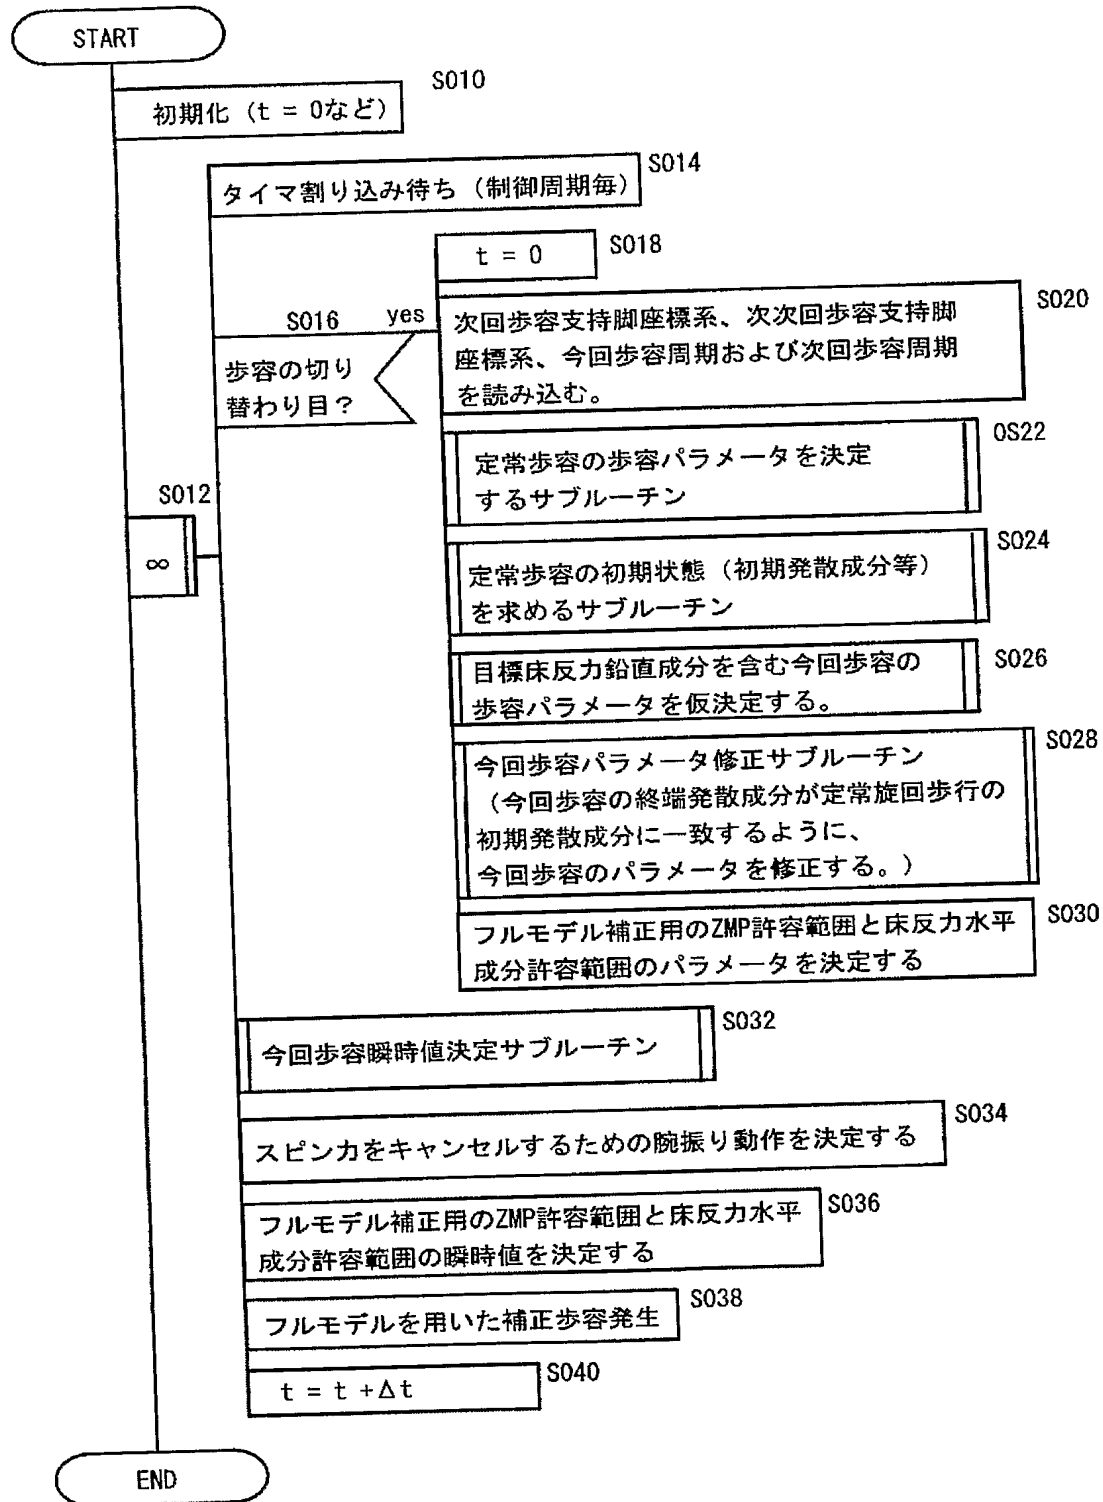 START
S010
初期化 (t = 0など)
S014
タイマ割り込み待ち (制御周期毎)
S018
t = 0
S020
次回歩容支持脚座標系、次次回歩容支持脚
座標系、今回歩容周期および次回歩容周期
を読み込む。
S016
yes
歩容の切り
替わり目？
OS22
定常歩容の歩容パラメータを決定
するサブルーチン
S012
∞
S024
定常歩容の初期状態 (初期発散成分等)
を求めるサブルーチン
S026
目標床反力鉛直成分を含む今回歩容の
歩容パラメータを仮決定する。
S028
今回歩容パラメータ修正サブルーチン
(今回歩容の終端発散成分が定常旋回歩行の
初期発散成分に一致するように、
今回歩容のパラメータを修正する。)
S030
フルモデル補正用のZMP許容範囲と床反力水平
成分許容範囲のパラメータを決定する
S032
今回歩容瞬時値決定サブルーチン
S034
スピン力をキャンセルするための腕振り動作を決定する
S036
フルモデル補正用のZMP許容範囲と床反力水平
成分許容範囲の瞬時値を決定する
S038
フルモデルを用いた補正歩容発生
S040
t = t +Δt
END